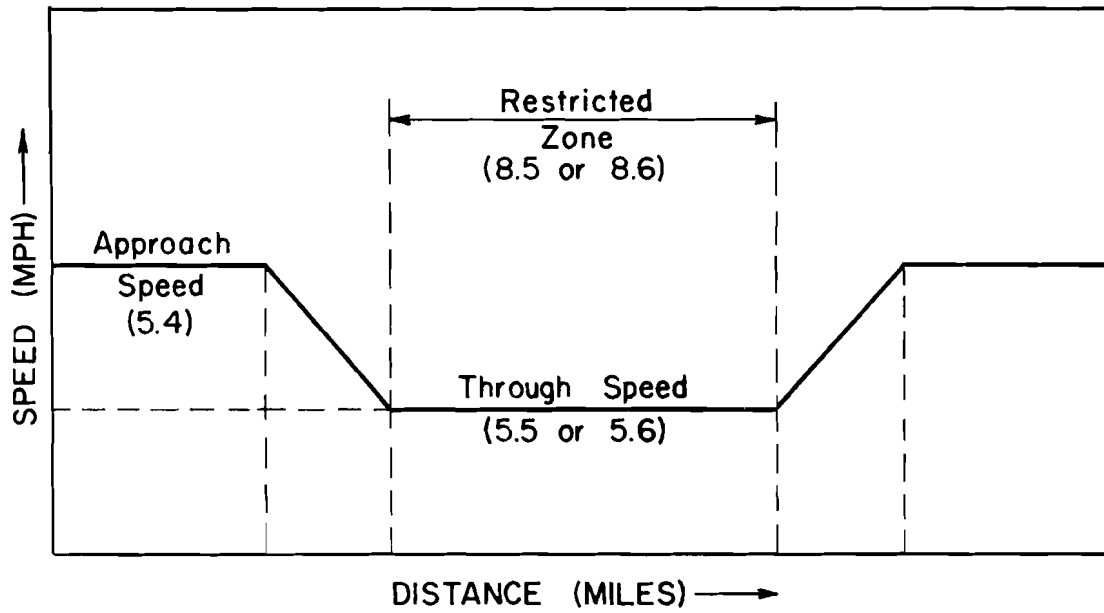 Restricted
Zone
(8.5 or 8.6)
Approach
Speed
(5.4)
Through Speed
(5.5 or 5.6)
SPEED (MPH)
DISTANCE (MILES)